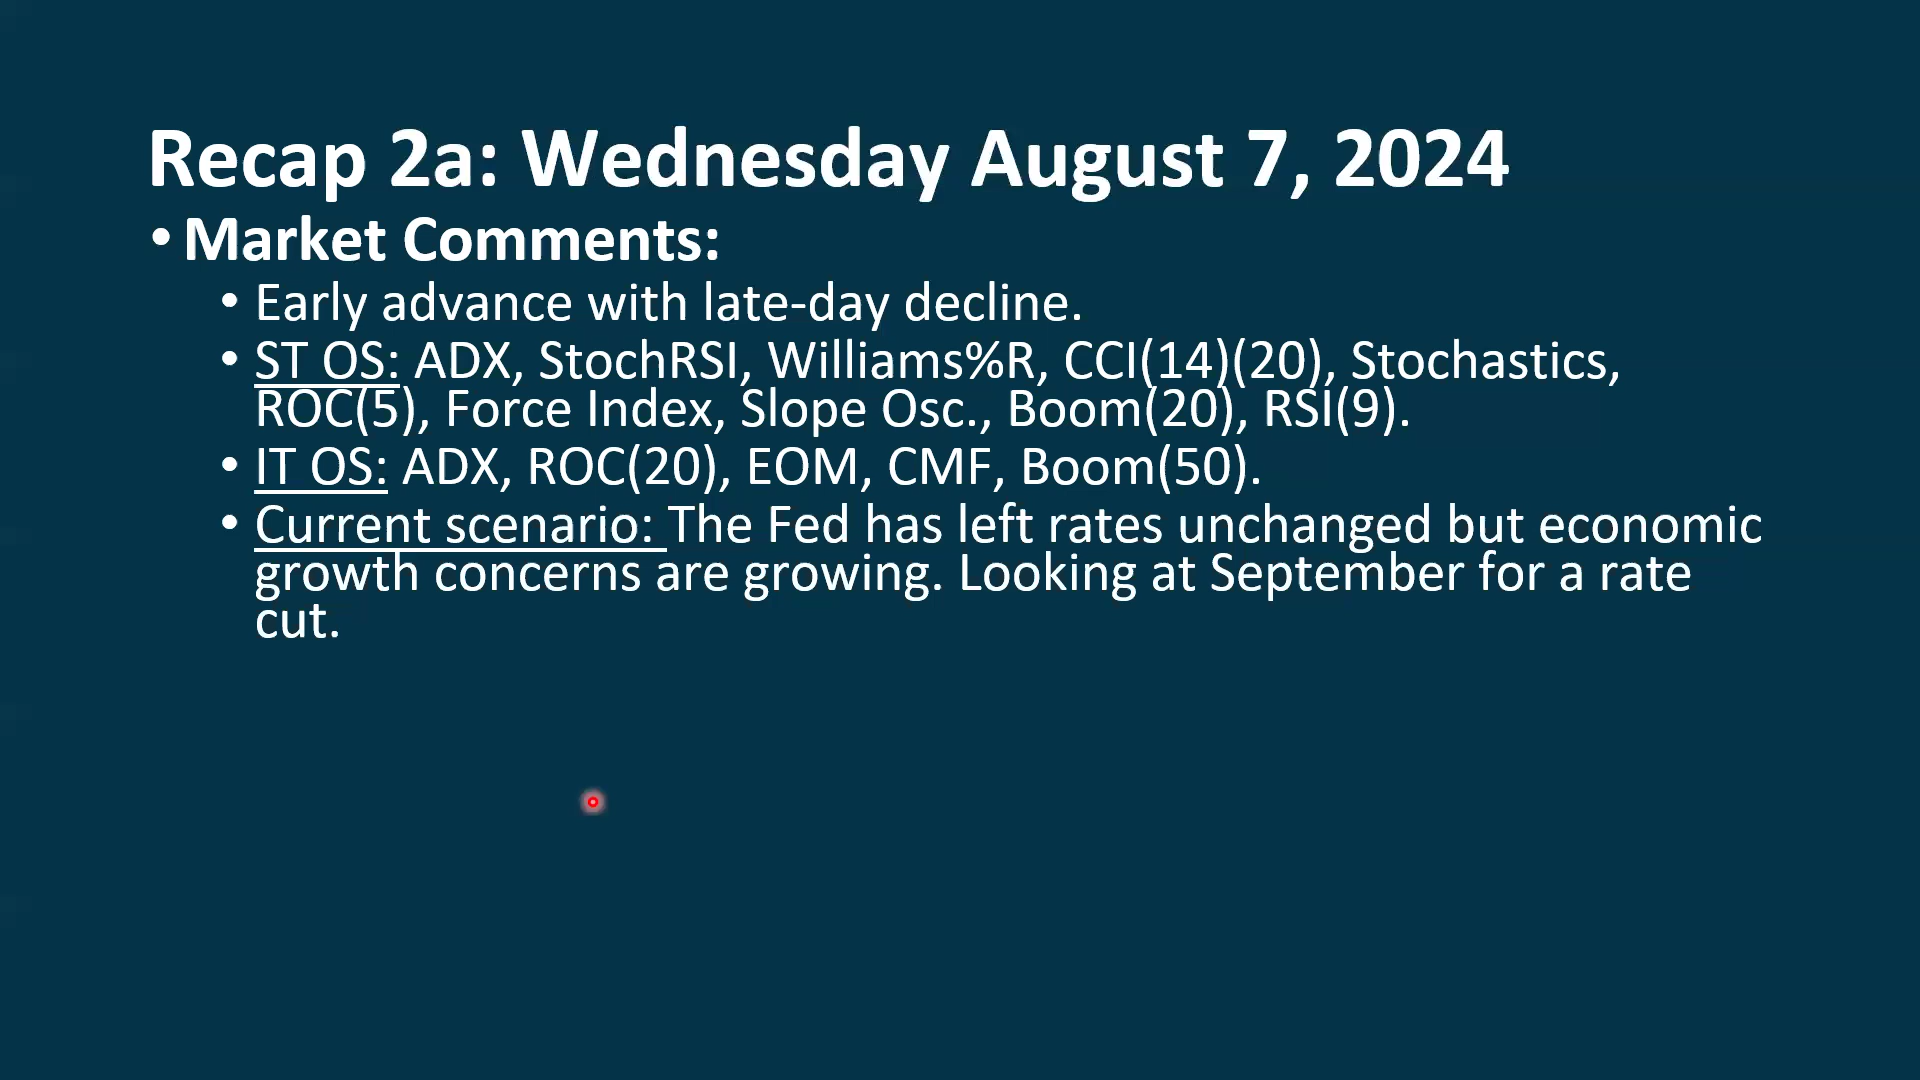 Recap 2a: Wednesday August 7, 2024
• Market Comments:
• Early advance with late-day decline.
• ST OS: ADX, StochRSI, Williams%R, CCI(14)(20), Stochastics,
ROC(5), Force Index, Slope Osc., Boom(20), RSI(9).
• IT OS: ADX, ROC(20), EOM, CMF, Boom(50).
• Current scenario: The Fed has left rates unchanged but economic
growth concerns are growing. Looking at September for a rate
cut.